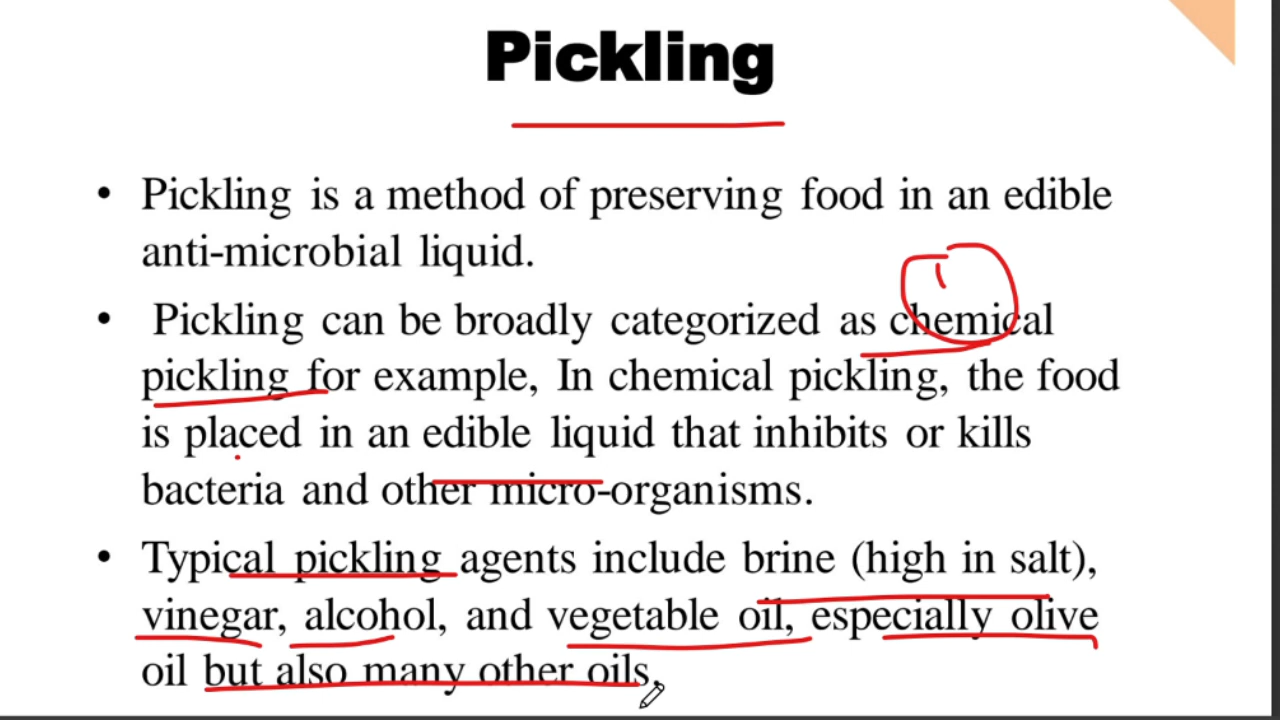 Pickling
• Pickling is a method of preserving food in an edible
anti-microbial liquid.
• Pickling can be broadly categorized as chemical
pickling for example, In chemical pickling, the food
is placed in an edible liquid that inhibits or kills
bacteria and other micro-organisms.
• Typical pickling agents include brine (high in salt),
vinegar, alcohol, and vegetable oil, especially olive
oil but also many other oils.